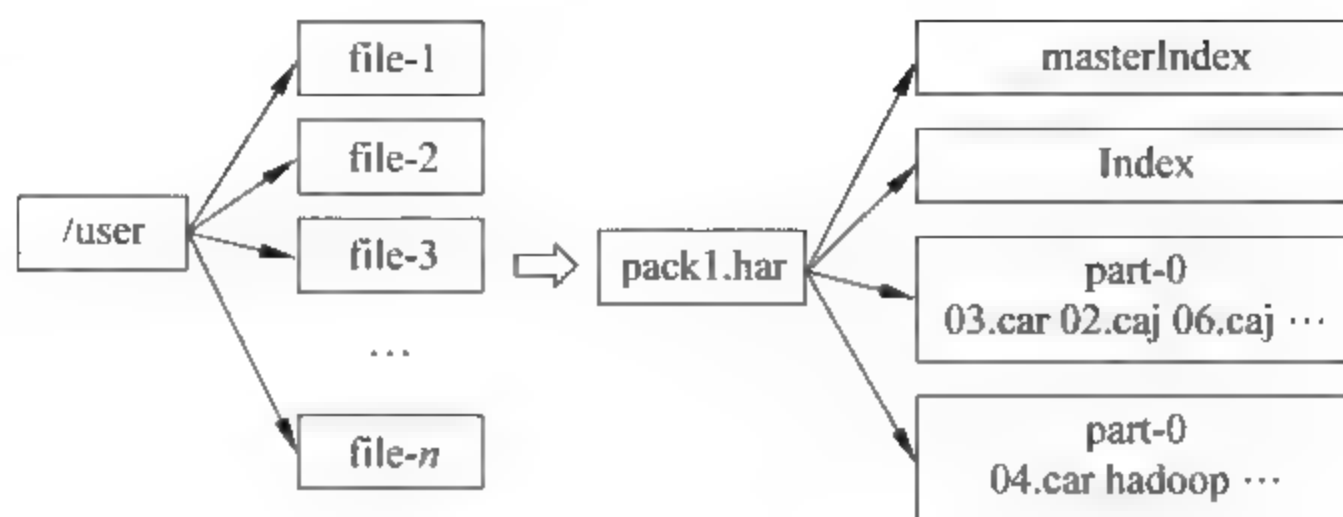 /user
file-1
file-2
file-3
…
file-n
pack1.har
masterIndex
Index
part-0
03.car 02.caj 06.caj …
part-0
04.car hadoop …